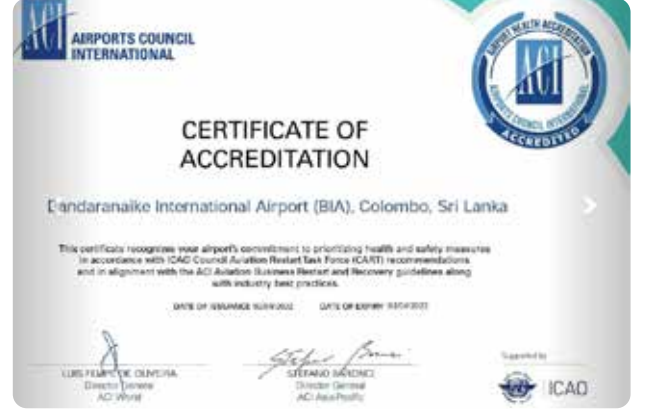 ACI
AIRPORTS COUNCIL
INTERNATIONAL
AIRPORT HEALTH ACCREDITATION
ACI
AIRPORTS COUNCIL INTERNATIONAL
ACCREDITED
CERTIFICATE OF
ACCREDITATION
Bandaranaike International Airport (BIA), Colombo, Sri Lanka
This certificate recognizes your airport's commitment to prioritizing health and safety measures
in accordance with ICAO Council Aviation Restart Task Force (CART) recommendations
and in alignment with the ACI Aviation Business Restart and Recovery guidelines along
with industry best practices.
DATE OF ISSUANCE DATE OF EXPIRY
LUIS FELIPE DE OLIVEIRA
Director General
ACI World
STEFANO BARONCI
Director General
ACI Asia-Pacific
Supported by
ICAO